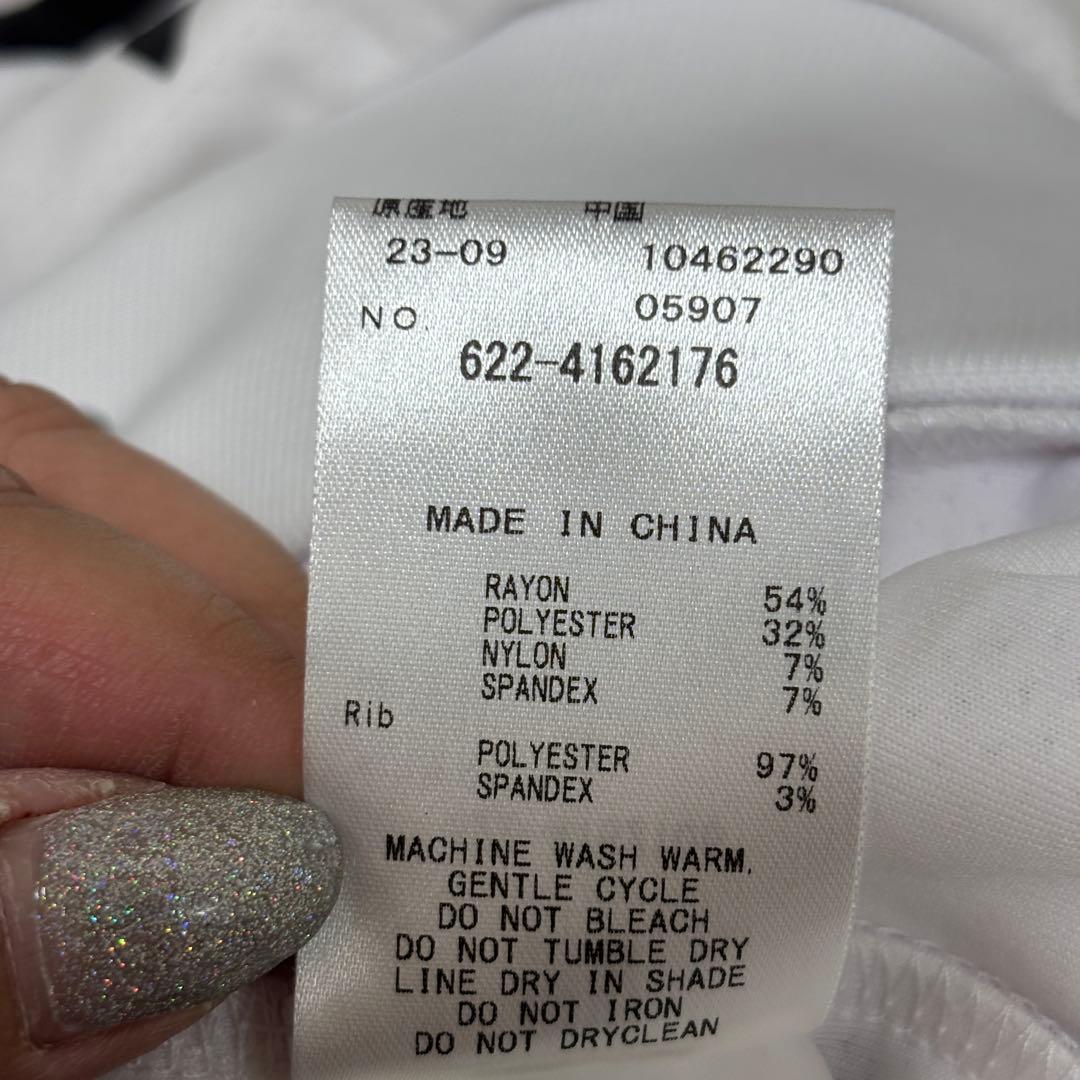 原産地 中国
23-09 10462290
NO. 05907
622-4162176
MADE IN CHINA
RAYON 54%
POLYESTER 32%
NYLON 7%
SPANDEX 7%
Rib
POLYESTER 97%
SPANDEX 3%
MACHINE WASH WARM.
GENTLE CYCLE
DO NOT BLEACH
DO NOT TUMBLE DRY
LINE DRY IN SHADE
DO NOT IRON
DO NOT DRYCLEAN